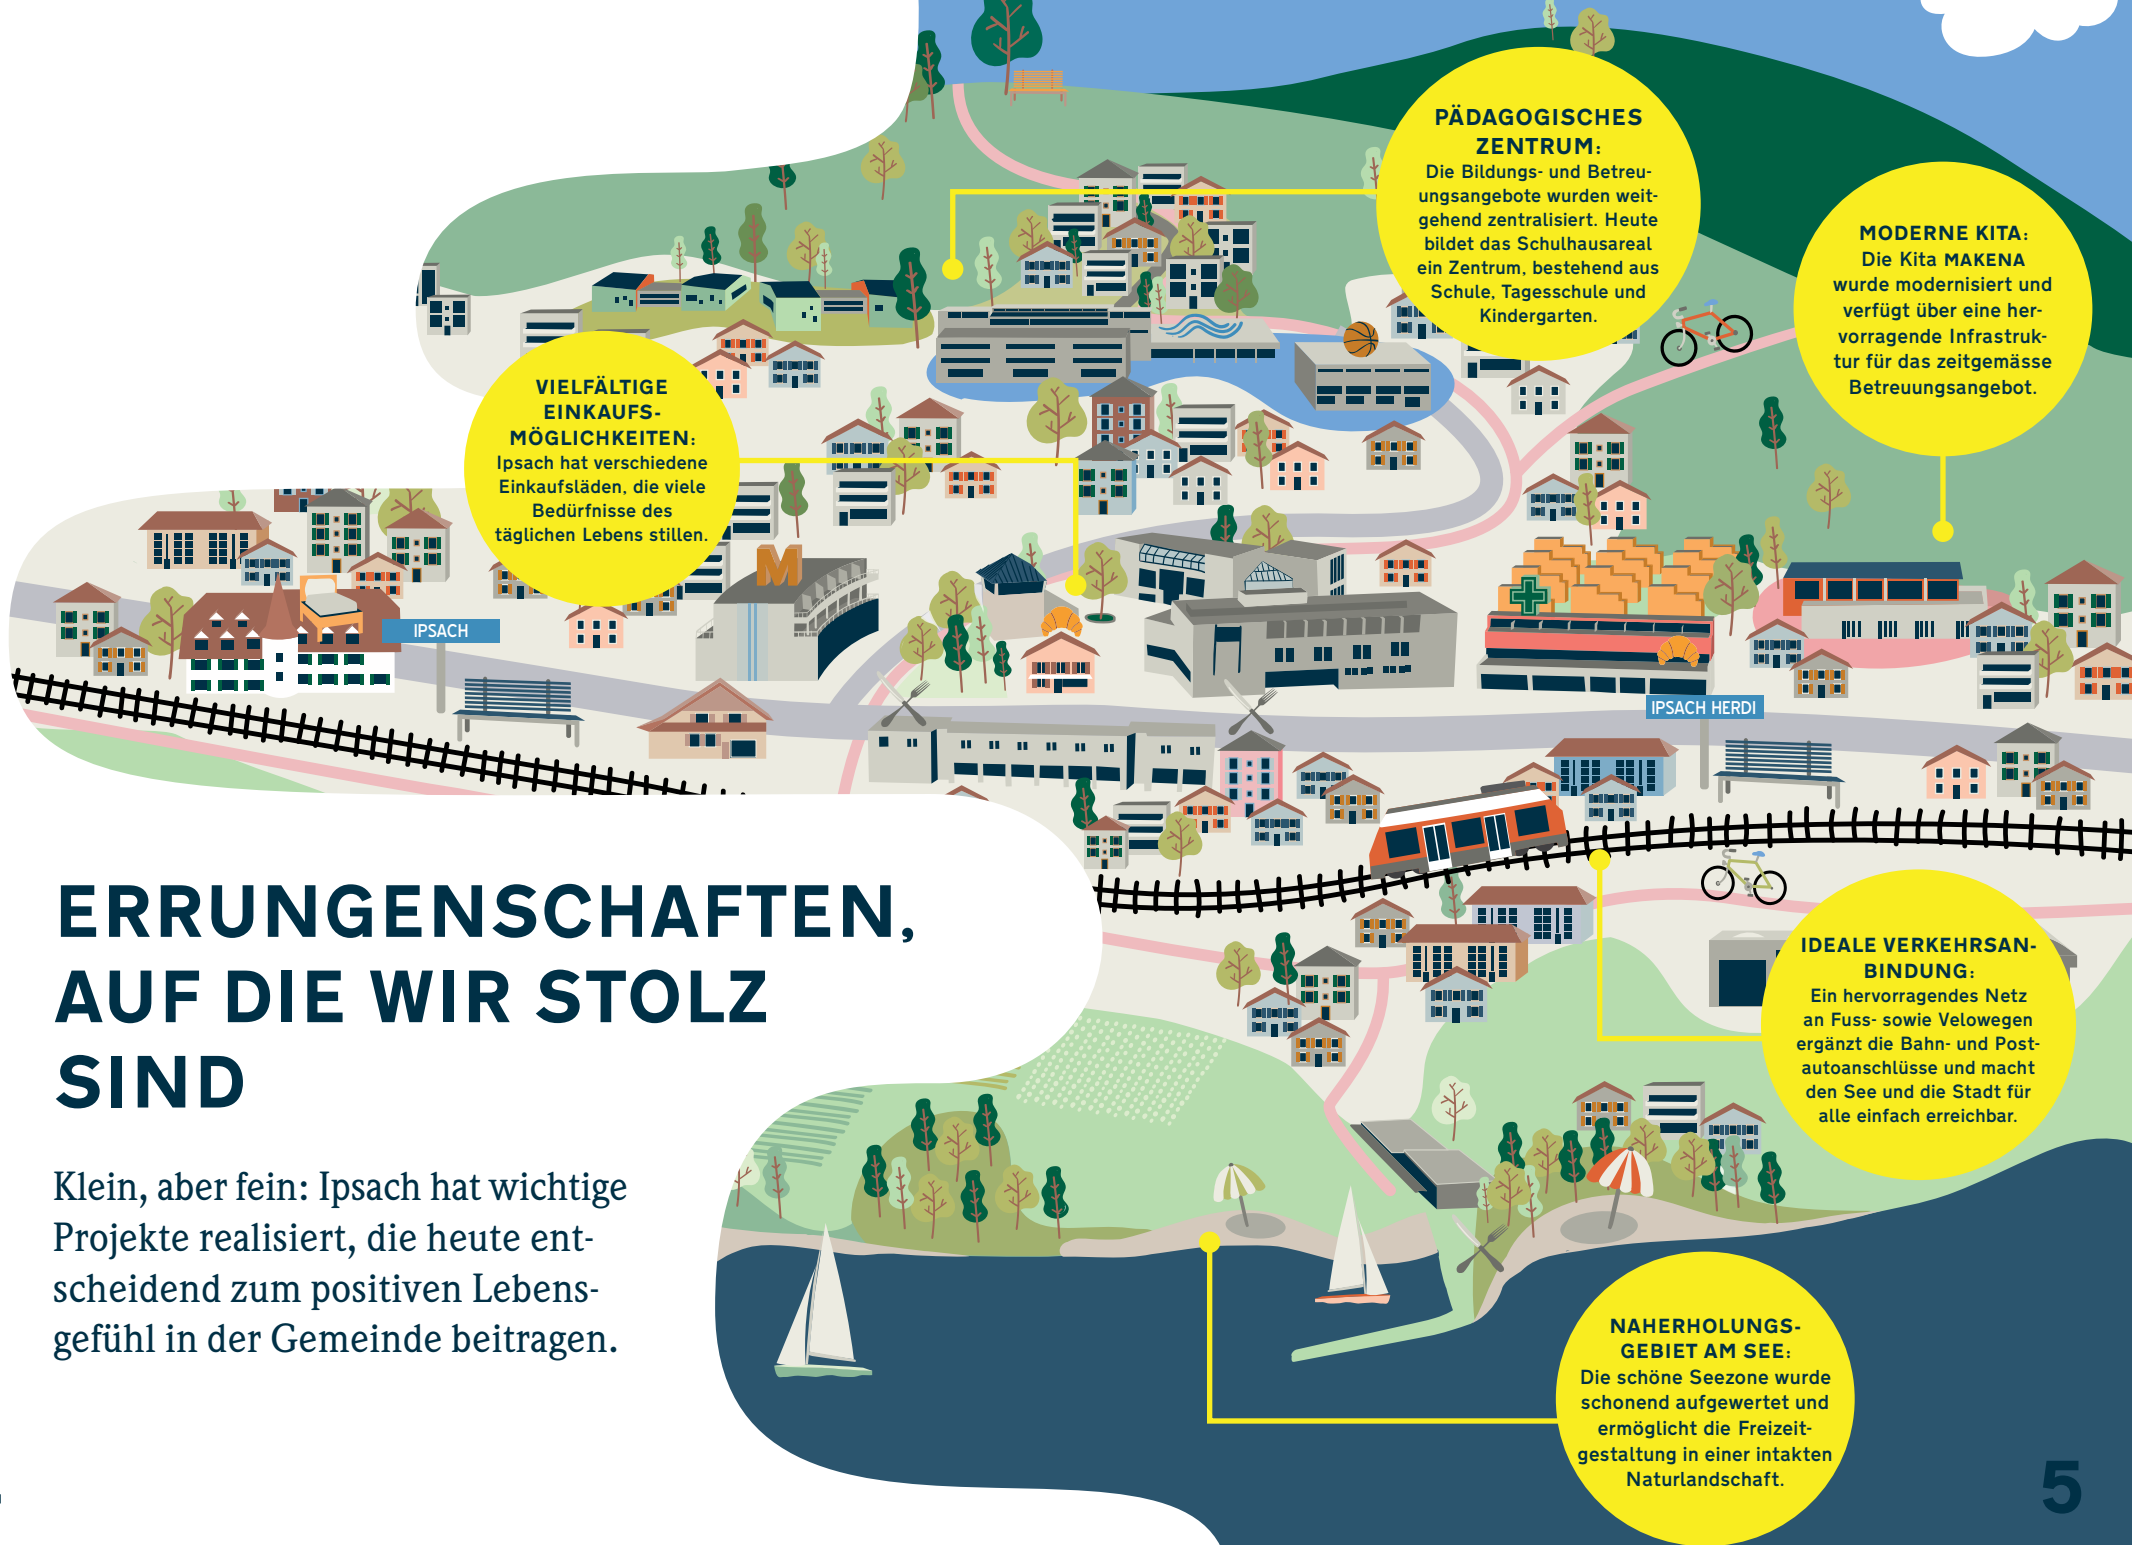 PÄDAGOGISCHES
ZENTRUM:
Die Bildungs- und Betreu-
ungsangebote wurden weit-
gehend zentralisiert. Heute
bildet das Schulhausareal
ein Zentrum, bestehend aus
Schule, Tagesschule und
Kindergarten.
MODERNE KITA:
Die Kita MAKENA
wurde modernisiert und
verfügt über eine her-
vorragende Infrastruk-
tur für das zeitgemässe
Betreuungsangebot.
VIELFÄLTIGE
EINKAUFS-
MÖGLICHKEITEN:
Ipsach hat verschiedene
Einkaufsläden, die viele
Bedürfnisse des
täglichen Lebens stillen.
M
IPSACH
IPSACH HERDI
ERRUNGENSCHAFTEN,
AUF DIE WIR STOLZ
SIND
Klein, aber fein: Ipsach hat wichtige
Projekte realisiert, die heute ent-
scheidend zum positiven Lebens-
gefühl in der Gemeinde beitragen.
IDEALE VERKEHRSAN-
BINDUNG:
Ein hervorragendes Netz
an Fuss- sowie Velowegen
ergänzt die Bahn- und Post-
autoanschlüsse und macht
den See und die Stadt für
alle einfach erreichbar.
NAHERHOLUNGS-
GEBIET AM SEE:
Die schöne Seezone wurde
schonend aufgewertet und
ermöglicht die Freizeit-
gestaltung in einer intakten
Naturlandschaft.
5